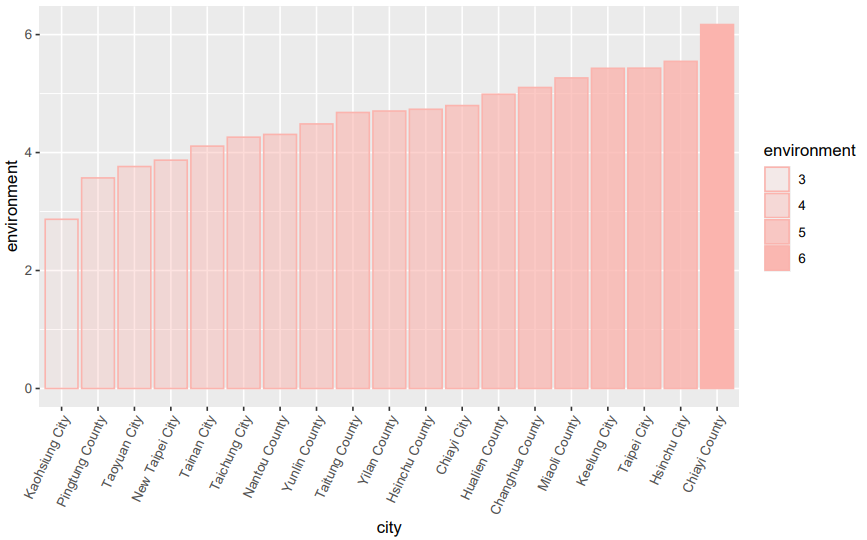 environment
6
4
2
0
Kaohsiung City
Pingtung County
Taoyuan City
New Taipei City
Tainan City
Taichung City
Nantou County
Yunlin County
Taitung County
Yilan County
Hsinchu County
Chiayi City
Hualien County
Changhua County
Miaoli County
Keelung City
Taipei City
Hsinchu City
Chiayi County
city
environment
3
4
5
6